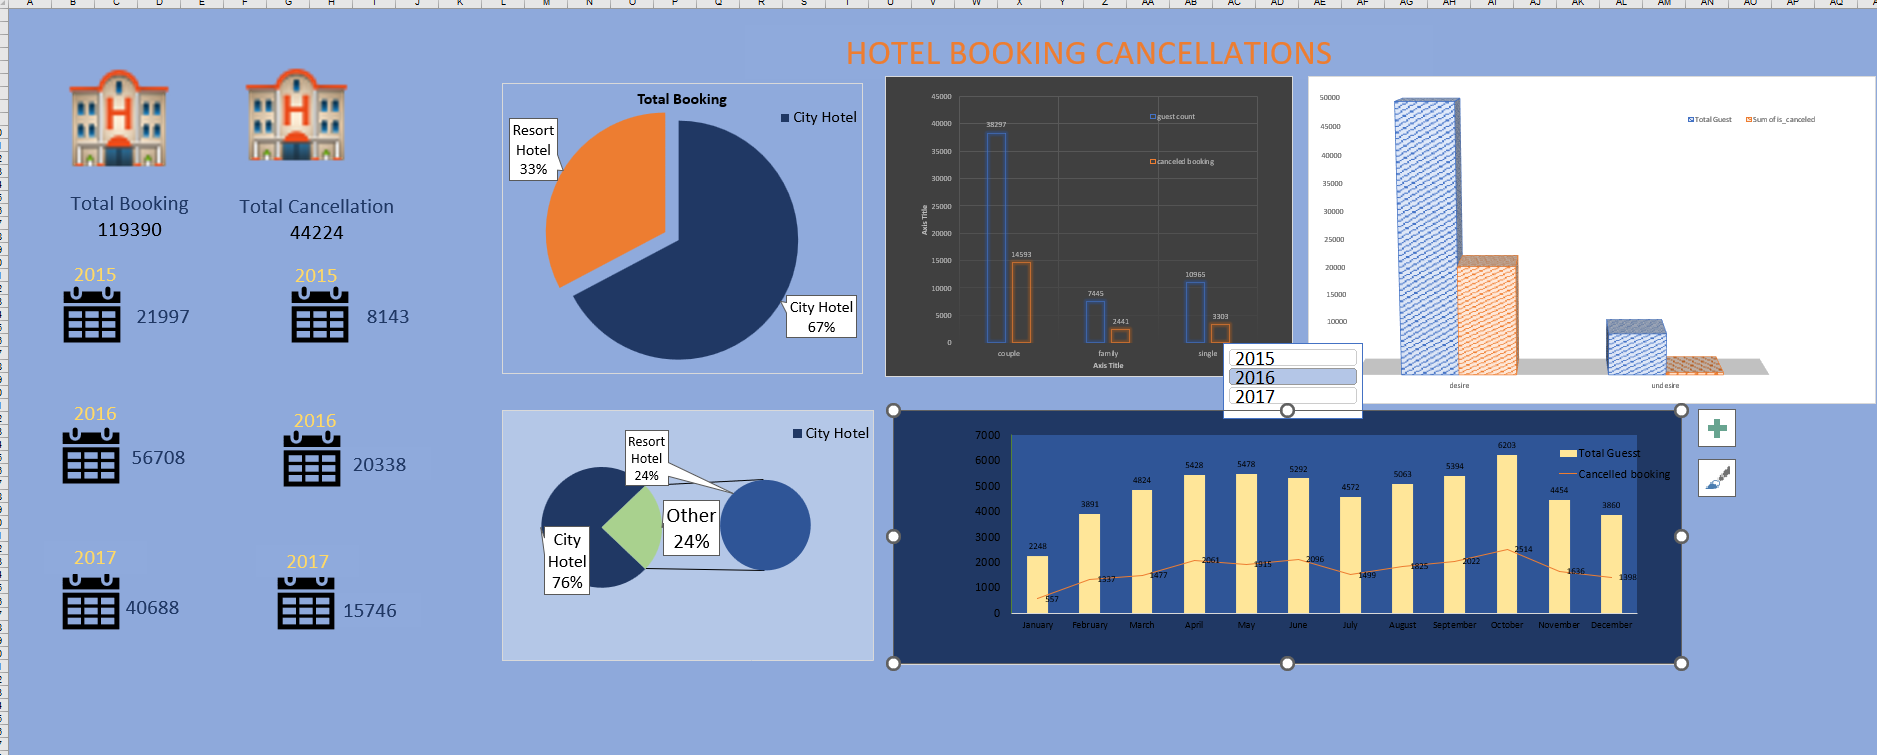 A B C D E F G H I J K L M N O P Q R S T U V W X Y Z AA AB AC AD AE AF AG AH AI AJ AK AL AM AN AO AP AQ
HOTEL BOOKING CANCELLATIONS
H
H
Total Booking
119390
Total Cancellation
44224
2015
21997
2015
8143
2016
56708
2016
20338
2017
40688
2017
15746
Total Booking
City Hotel
Resort
Hotel
33%
City Hotel
67%
45000
40000
35000
30000
25000
20000
15000
10000
5000
0
Axis Title
38297
14593
7445
2441
10965
3303
guest count
canceled booking
couple
family
single
Axis Title
50000
45000
40000
35000
30000
25000
20000
15000
10000
Total Guest
Sum of is_canceled
desire
undesire
2015
2016
2017
City Hotel
Resort
Hotel
24%
Other
24%
City
Hotel
76%
7000
6000
5000
4000
3000
2000
1000
0
2248
3891
4824
5428
5478
5292
4572
5063
5394
6203
4454
3860
557
1337
1477
2061
1915
2096
1499
1825
2022
2514
1636
1398
Total Guesst
Cancelled booking
January
February
March
April
May
June
July
August
September
October
November
December